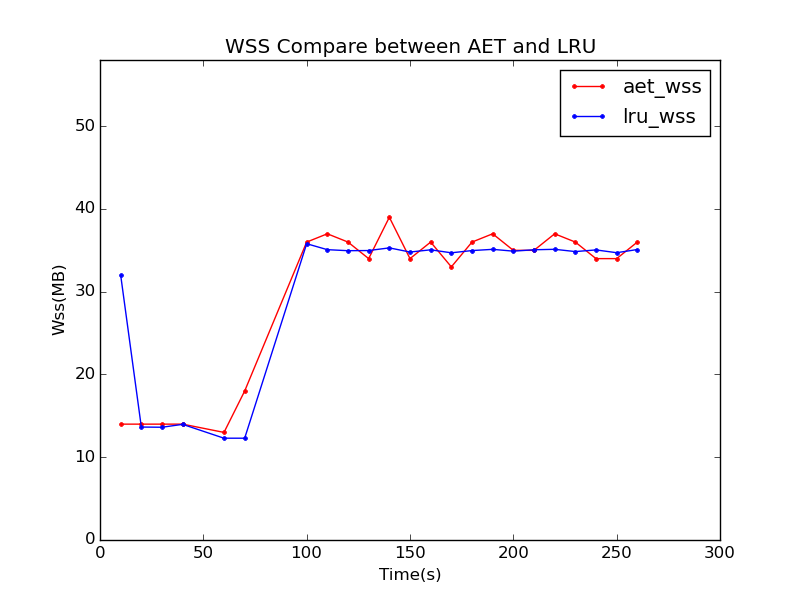 WSS Compare between AET and LRU
aet_wss
lru_wss
Wss(MB)
50
40
30
20
10
0
0 50 100 150 200 250 300
Time(s)